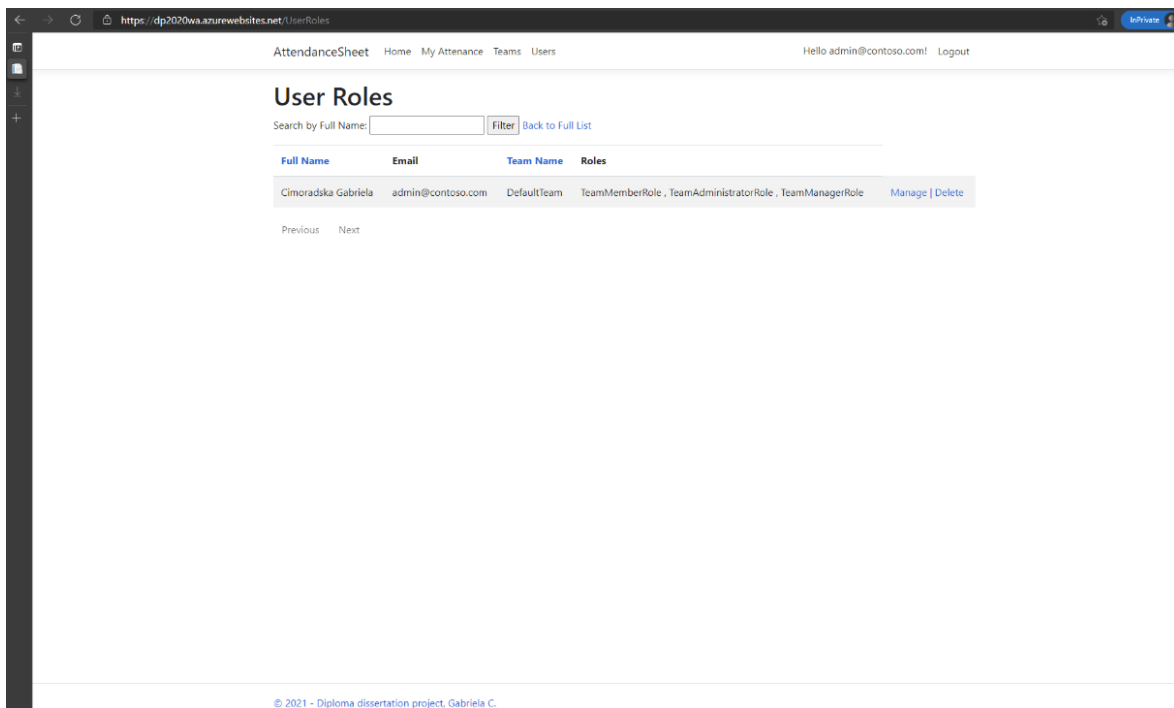 https://dp2020wa.azurewebsites.net/UserRoles InPrivate
AttendanceSheet Home My Attenance Teams Users Hello admin@contoso.com! Logout
User Roles
Search by Full Name: Filter Back to Full List
Full Name Email Team Name Roles
Cimoradska Gabriela admin@contoso.com DefaultTeam TeamMemberRole , TeamAdministratorRole , TeamManagerRole Manage | Delete
Previous Next
© 2021 - Diploma dissertation project, Gabriela C.